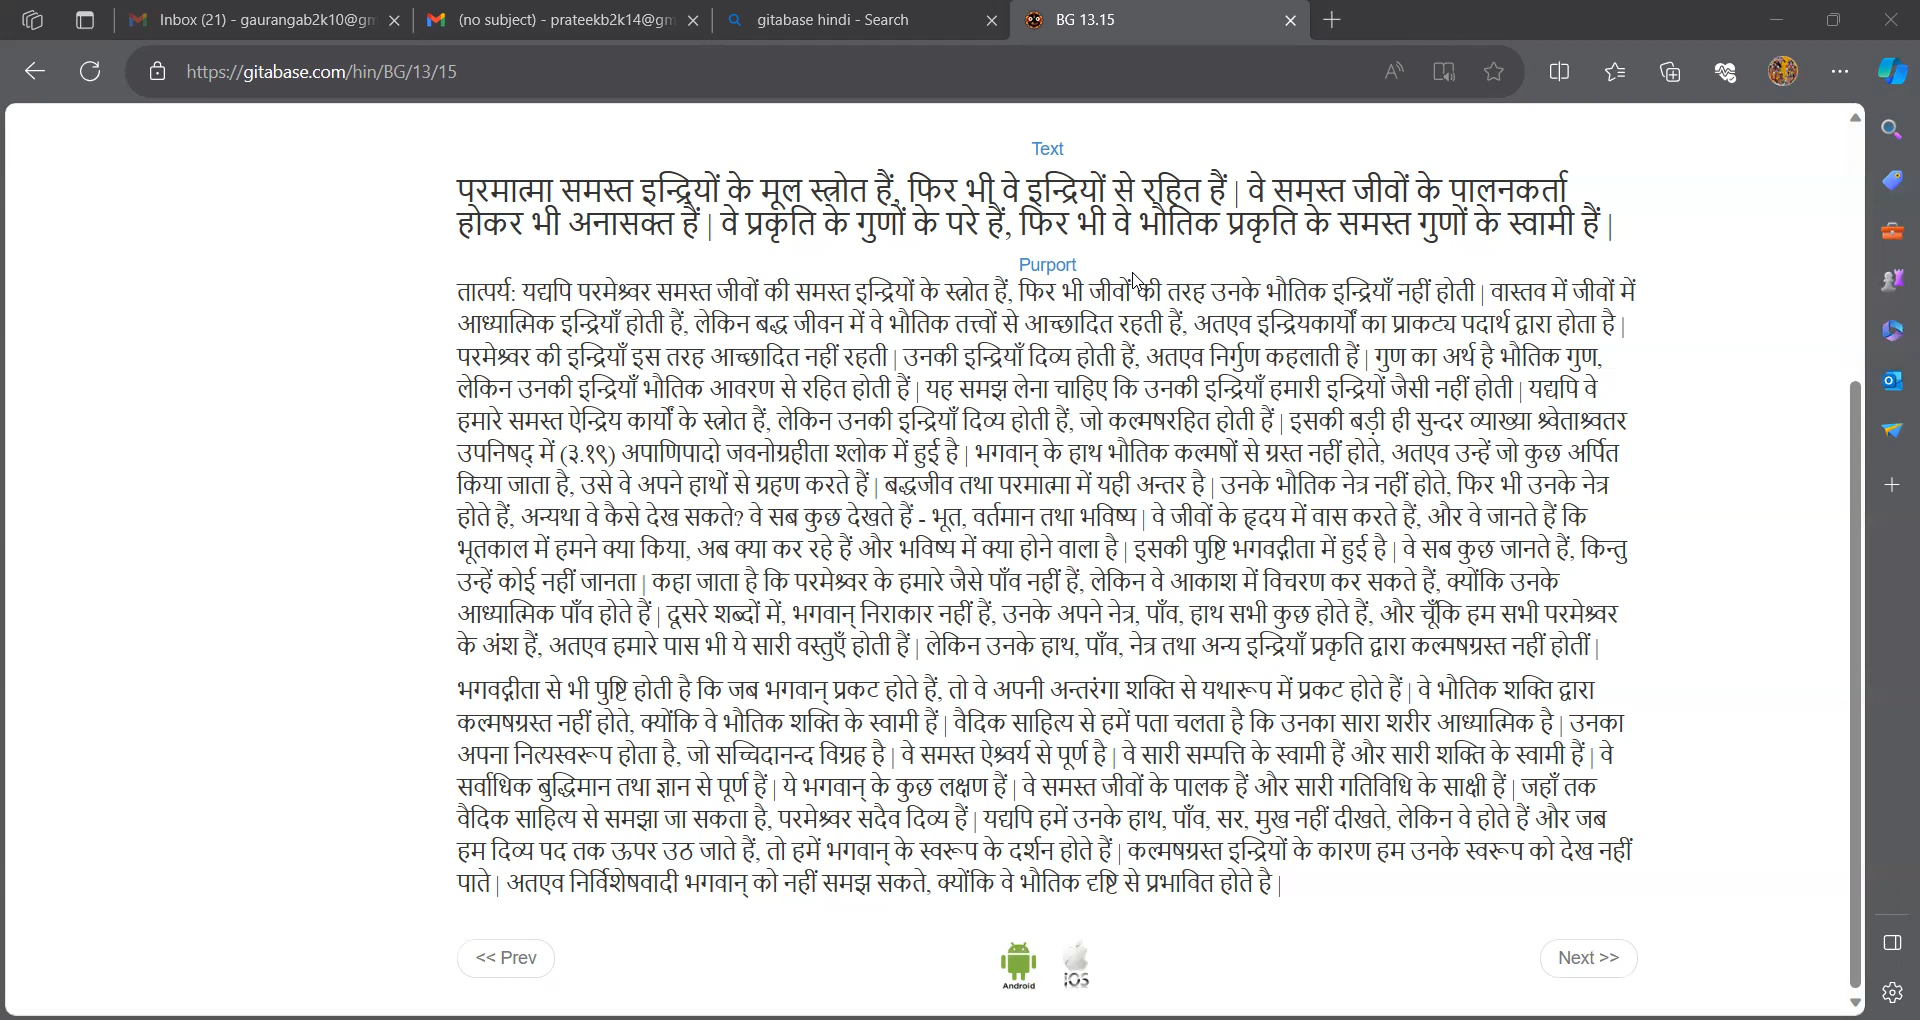 Inbox (21) - gaurangab2k10@gm
(no subject) - prateekb2k14@gm
gitabase hindi - Search
BG 13.15
https://gitabase.com/hin/BG/13/15
Text
परमात्मा समस्त इन्द्रियों के मूल स्त्रोत हैं, फिर भी वे इन्द्रियों से रहित हैं | वे समस्त जीवों के पालनकर्ता
होकर भी अनासक्त हैं | वे प्रकृति के गुणों के परे हैं, फिर भी वे भौतिक प्रकृति के समस्त गुणों के स्वामी हैं |
Purport
तात्पर्य: यद्यपि परमेश्र्वर समस्त जीवों की समस्त इन्द्रियों के स्त्रोत हैं, फिर भी जीवों की तरह उनके भौतिक इन्द्रियाँ नहीं होती | वास्तव में जीवों में
आध्यात्मिक इन्द्रियाँ होती हैं, लेकिन बद्ध जीवन में वे भौतिक तत्त्वों से आच्छादित रहती हैं, अतएव इन्द्रियकार्यों का प्राकट्य पदार्थ द्वारा होता है |
परमेश्र्वर की इन्द्रियाँ इस तरह आच्छादित नहीं रहती | उनकी इन्द्रियाँ दिव्य होती हैं, अतएव निर्गुण कहलाती हैं | गुण का अर्थ है भौतिक गुण,
लेकिन उनकी इन्द्रियाँ भौतिक आवरण से रहित होती हैं | यह समझ लेना चाहिए कि उनकी इन्द्रियाँ हमारी इन्द्रियों जैसी नहीं होती | यद्यपि वे
हमारे समस्त ऐन्द्रिय कार्यों के स्त्रोत हैं, लेकिन उनकी इन्द्रियाँ दिव्य होती हैं, जो कल्मषरहित होती हैं | इसकी बड़ी ही सुन्दर व्याख्या श्र्वेताश्र्वतर
उपनिषद् में (३.१९) अपाणिपादो जवनोग्रहीता श्लोक में हुई है | भगवान् के हाथ भौतिक कल्मषों से ग्रस्त नहीं होते, अतएव उन्हें जो कुछ अर्पित
किया जाता है, उसे वे अपने हाथों से ग्रहण करते हैं | बद्धजीव तथा परमात्मा में यही अन्तर है | उनके भौतिक नेत्र नहीं होते, फिर भी उनके नेत्र
होते हैं, अन्यथा वे कैसे देख सकते? वे सब कुछ देखते हैं - भूत, वर्तमान तथा भविष्य | वे जीवों के हृदय में वास करते हैं, और वे जानते हैं कि
भूतकाल में हमने क्या किया, अब क्या कर रहे हैं और भविष्य में क्या होने वाला है | इसकी पुष्टि भगवद्गीता में हुई है | वे सब कुछ जानते हैं, किन्तु
उन्हें कोई नहीं जानता | कहा जाता है कि परमेश्र्वर के हमारे जैसे पाँव नहीं हैं, लेकिन वे आकाश में विचरण कर सकते हैं, क्योंकि उनके
आध्यात्मिक पाँव होते हैं | दूसरे शब्दों में, भगवान् निराकार नहीं हैं, उनके अपने नेत्र, पाँव, हाथ सभी कुछ होते हैं, और चूँकि हम सभी परमेश्र्वर
के अंश हैं, अतएव हमारे पास भी ये सारी वस्तुएँ होती हैं | लेकिन उनके हाथ, पाँव, नेत्र तथा अन्य इन्द्रियाँ प्रकृति द्वारा कल्मषग्रस्त नहीं होतीं |
भगवद्गीता से भी पुष्टि होती है कि जब भगवान् प्रकट होते हैं, तो वे अपनी अन्तरंगा शक्ति से यथारूप में प्रकट होते हैं | वे भौतिक शक्ति द्वारा
कल्मषग्रस्त नहीं होते, क्योंकि वे भौतिक शक्ति के स्वामी हैं | वैदिक साहित्य से हमें पता चलता है कि उनका सारा शरीर आध्यात्मिक है | उनका
अपना नित्यस्वरूप होता है, जो सच्चिदानन्द विग्रह है | वे समस्त ऐश्र्वर्य से पूर्ण है | वे सारी सम्पत्ति के स्वामी हैं और सारी शक्ति के स्वामी हैं | वे
सर्वाधिक बुद्धिमान तथा ज्ञान से पूर्ण हैं | ये भगवान् के कुछ लक्षण हैं | वे समस्त जीवों के पालक हैं और सारी गतिविधि के साक्षी हैं | जहाँ तक
वैदिक साहित्य से समझा जा सकता है, परमेश्र्वर सदैव दिव्य हैं | यद्यपि हमें उनके हाथ, पाँव, सर, मुख नहीं दीखते, लेकिन वे होते हैं और जब
हम दिव्य पद तक ऊपर उठ जाते हैं, तो हमें भगवान् के स्वरूप के दर्शन होते हैं | कल्मषग्रस्त इन्द्रियों के कारण हम उनके स्वरूप को देख नहीं
पाते | अतएव निर्विशेषवादी भगवान् को नहीं समझ सकते, क्योंकि वे भौतिक दृष्टि से प्रभावित होते है |
<< Prev
Android
iOS
Next >>